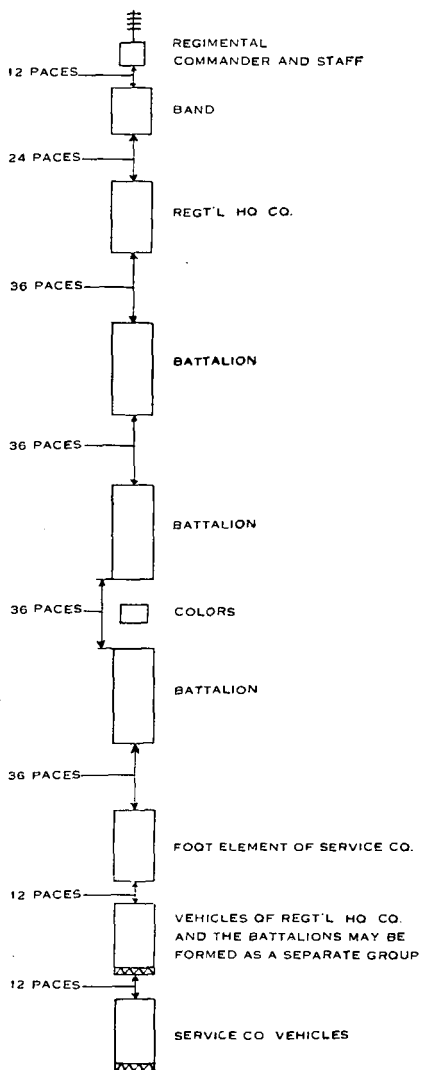 REGIMENTAL
COMMANDER AND STAFF
12 PACES
BAND
24 PACES
REGT'L HQ CO.
36 PACES
BATTALION
36 PACES
BATTALION
36 PACES
COLORS
BATTALION
36 PACES
FOOT ELEMENT OF SERVICE CO.
12 PACES
VEHICLES OF REGT'L HQ CO.
AND THE BATTALIONS MAY BE
FORMED AS A SEPARATE GROUP
12 PACES
SERVICE CO VEHICLES